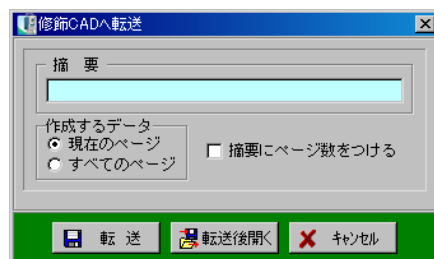 修飾CADへ転送
摘 要
作成するデータ
現在のページ
すべてのページ
摘要にページ数をつける
転 送
転送後開く
キャンセル